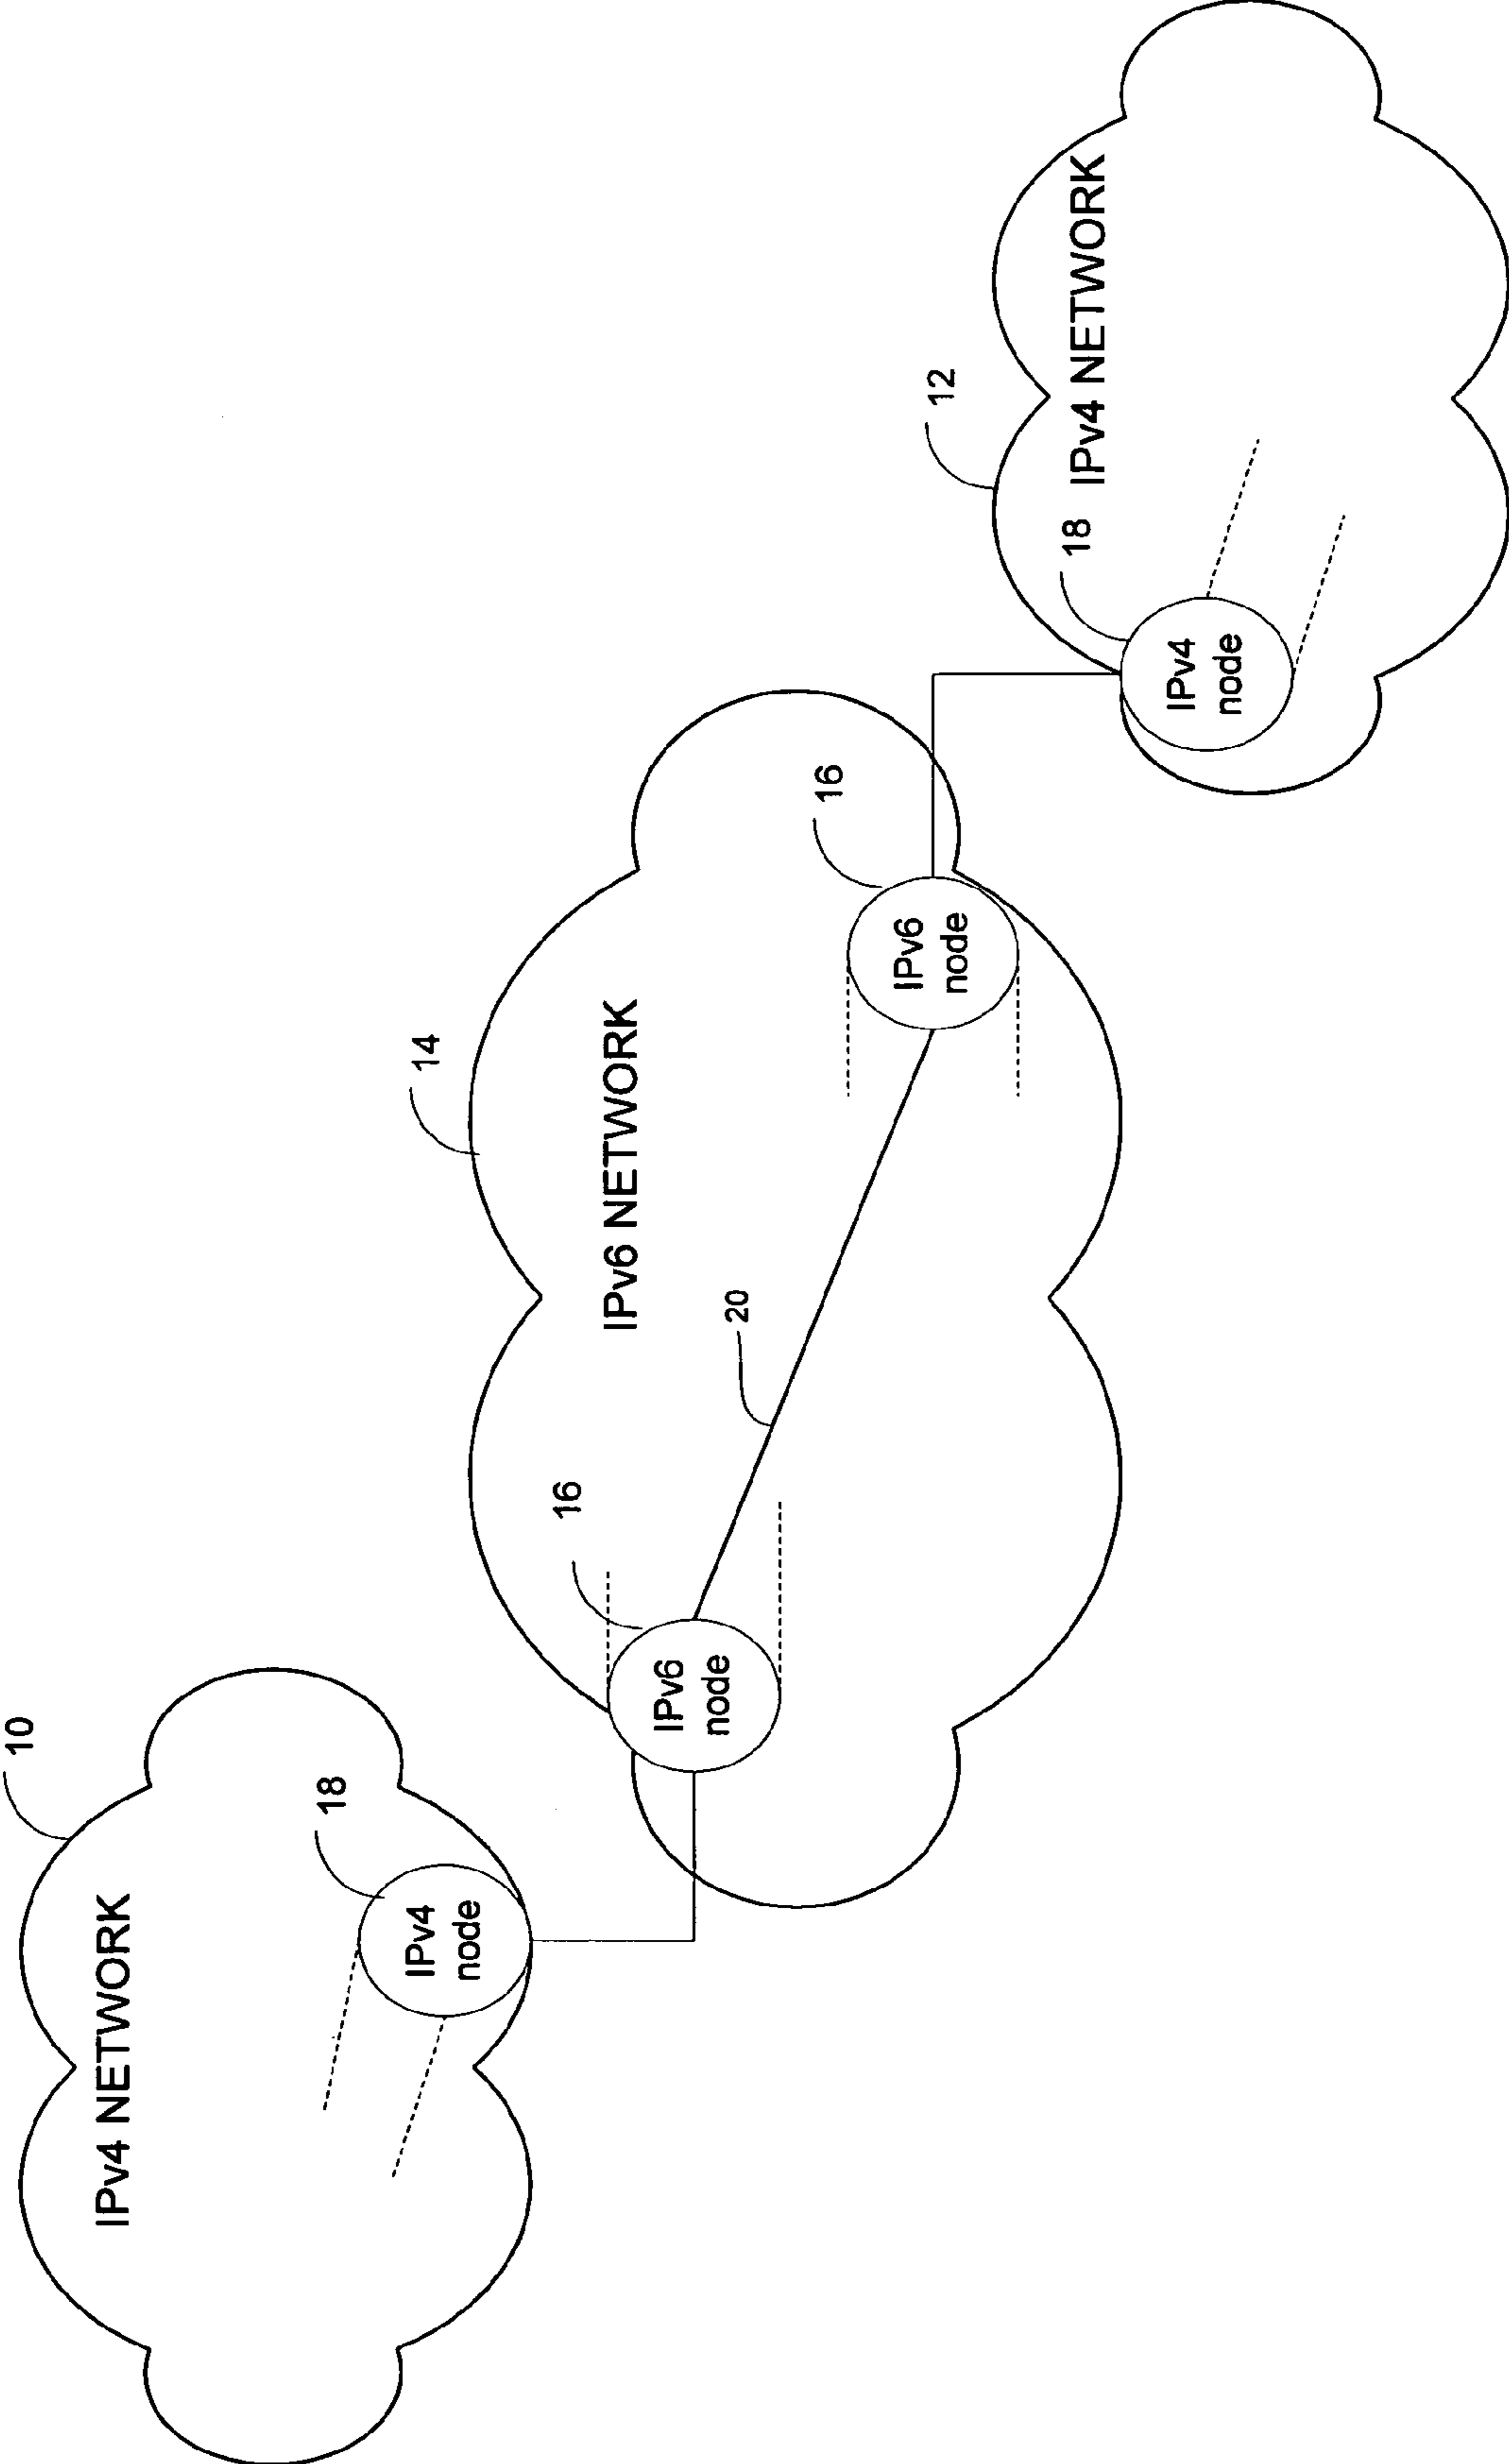 10
IPv4 NETWORK
18
IPv4
node
14
IPv6 NETWORK
16
IPv6
node
20
16
IPv6
node
12
18
IPv4 NETWORK
IPv4
node